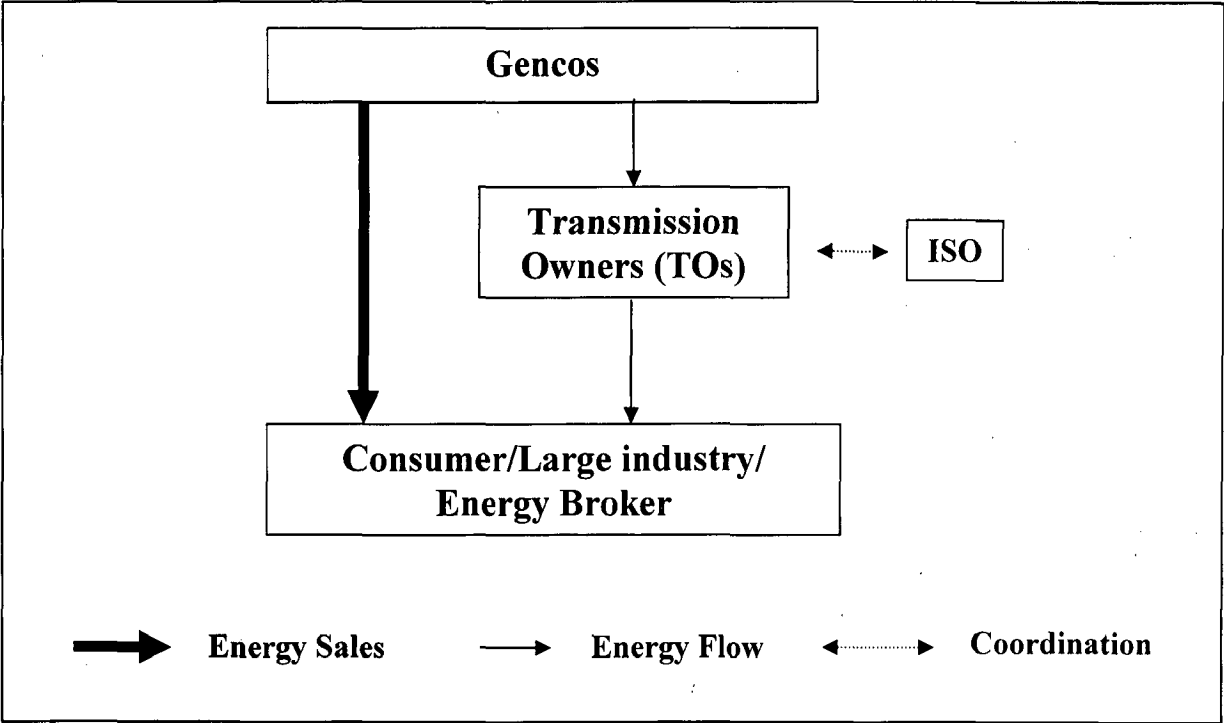 Gencos
Transmission
Owners (TOs)
ISO
Consumer/Large industry/
Energy Broker
Energy Sales
Energy Flow
Coordination